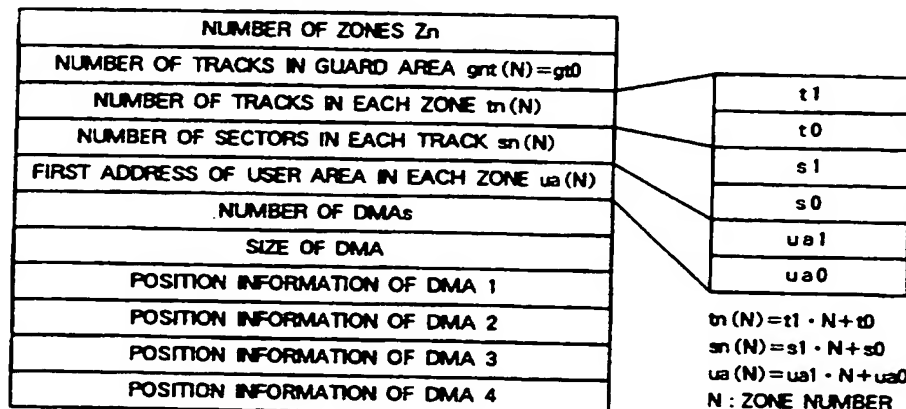 NUMBER OF ZONES Zn
NUMBER OF TRACKS IN GUARD AREA gnt(N)=gt0
NUMBER OF TRACKS IN EACH ZONE tn(N)
NUMBER OF SECTORS IN EACH TRACK sn(N)
FIRST ADDRESS OF USER AREA IN EACH ZONE ua(N)
NUMBER OF DMAs
SIZE OF DMA
POSITION INFORMATION OF DMA 1
POSITION INFORMATION OF DMA 2
POSITION INFORMATION OF DMA 3
POSITION INFORMATION OF DMA 4
t1
t0
s1
s0
ua1
ua0
tn(N)=t1・N+t0
sn(N)=s1・N+s0
ua(N)=ua1・N+ua0
N : ZONE NUMBER